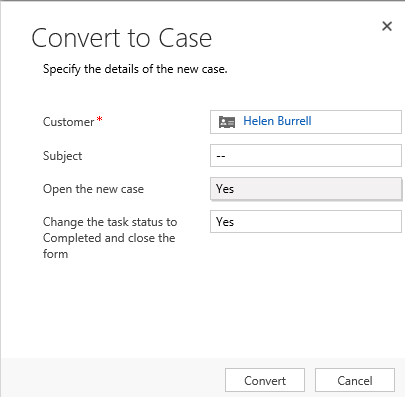 Convert to Case
Specify the details of the new case.
Customer* Helen Burrell
Subject --
Open the new case Yes
Change the task status to Yes
Completed and close the
form
Convert Cancel